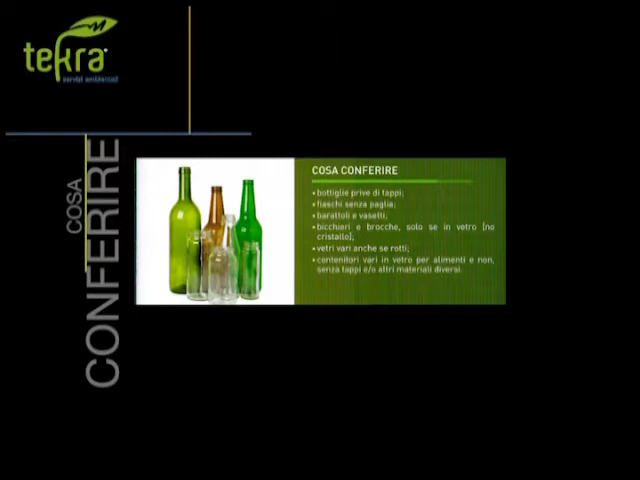 tekra
servizi ambientali
COSA
CONFERIRE
COSA CONFERIRE
• bottiglie prive di tappi;
• fiaschi senza paglia;
• barattoli e vasetti;
• bicchieri e brocche, solo se in vetro (no
cristallo);
• vetri vari anche se rotti;
• contenitori vari in vetro per alimenti e non,
senza tappi e/o altri materiali diversi.